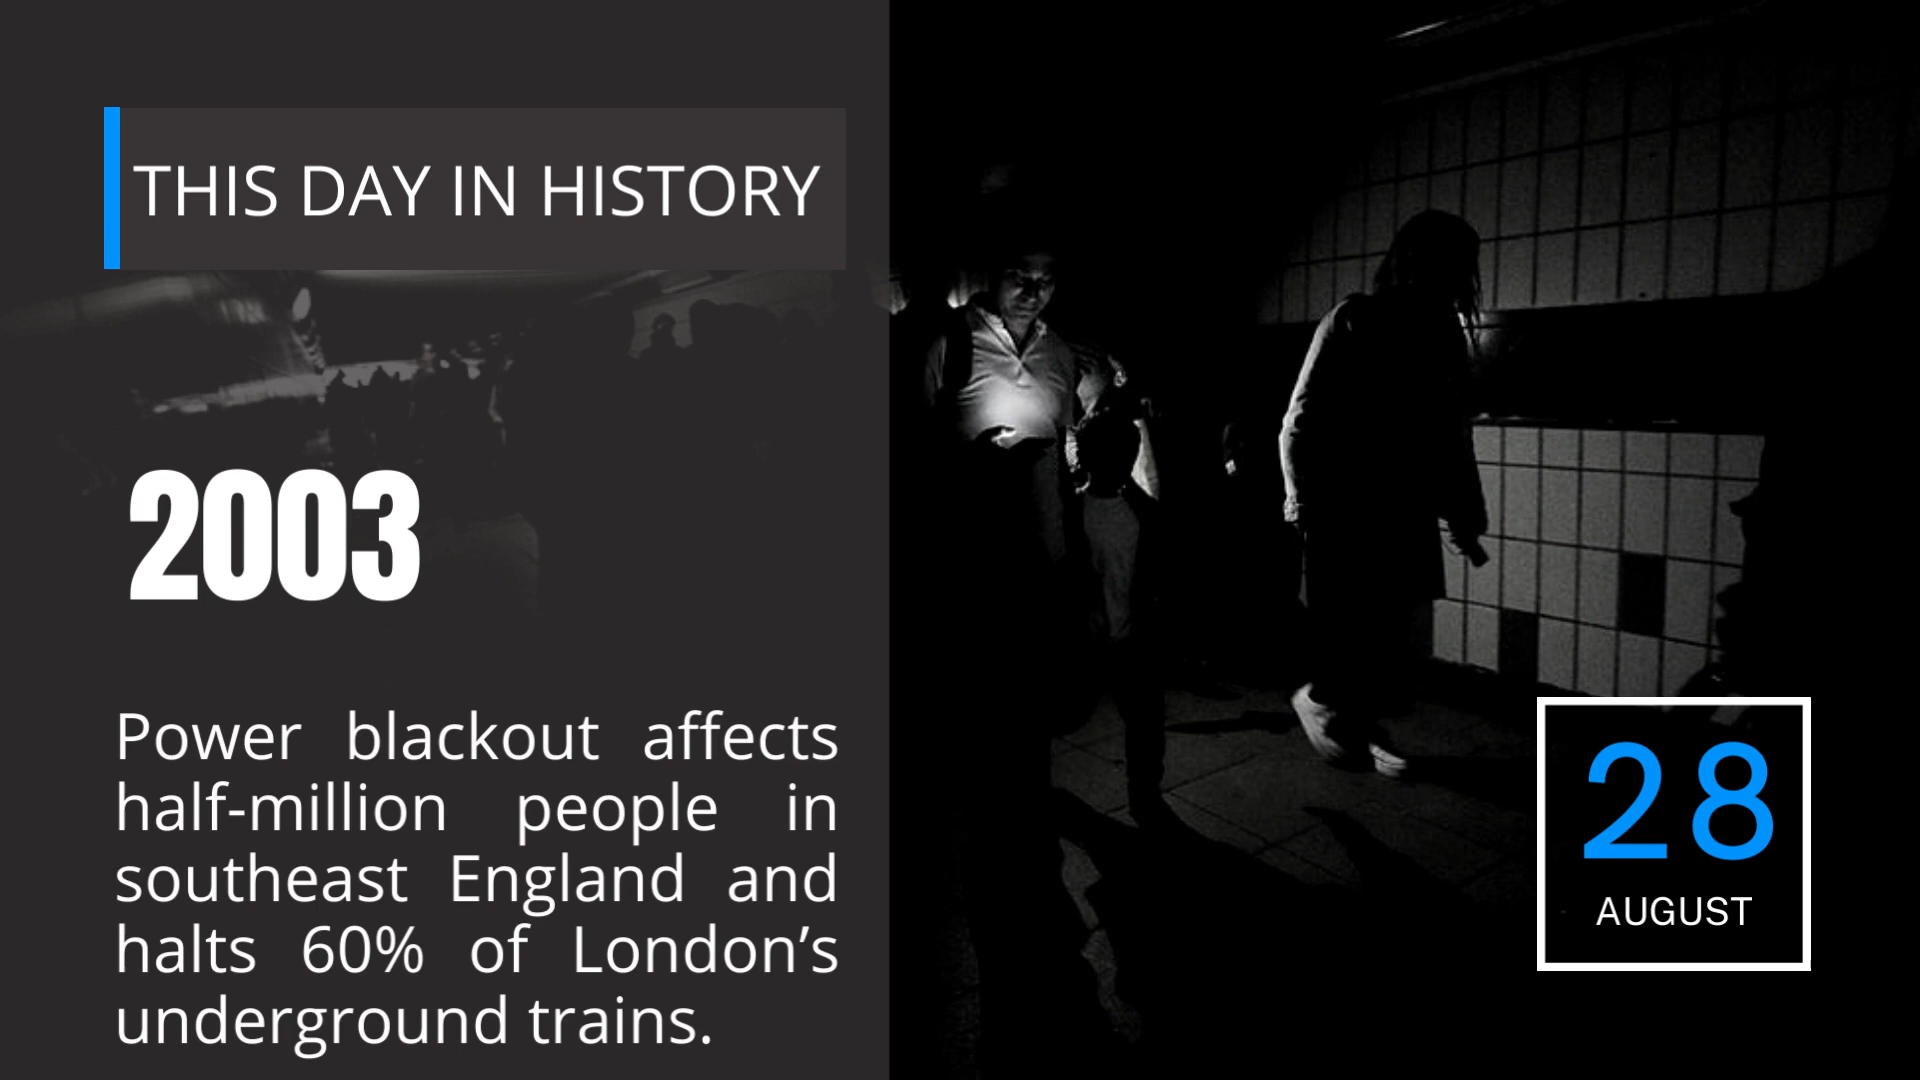 THIS DAY IN HISTORY
2003
Power blackout affects
half-million people in
southeast England and
halts 60% of London’s
underground trains.
28
AUGUST